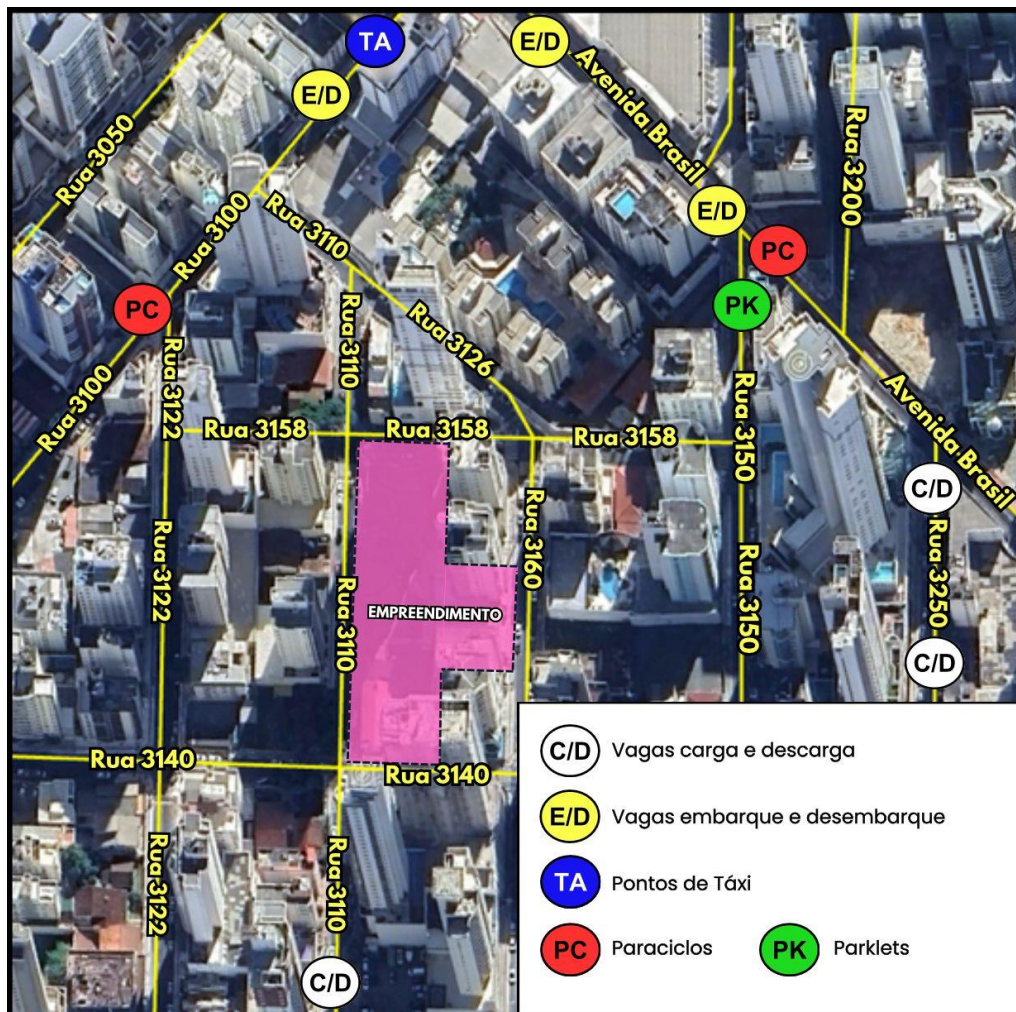 TA
E/D
E/D
Avenida Brasil
Rua 3050
Rua 3200
Rua 3100
Rua 3110
E/D
PC
PC
PK
Rua 3110
Rua 3126
Rua 3100
Rua 3122
Rua 3158
Rua 3158
Rua 3158
Rua 3150
Avenida Brasil
C/D
Rua 3122
Rua 3110
EMPREENDIMENTO
Rua 3160
Rua 3150
Rua 3250
C/D
Rua 3140
Rua 3140
Rua 3122
Rua 3110
C/D
C/D Vagas carga e descarga
E/D Vagas embarque e desembarque
TA Pontos de Táxi
PC Paraciclos
PK Parklets